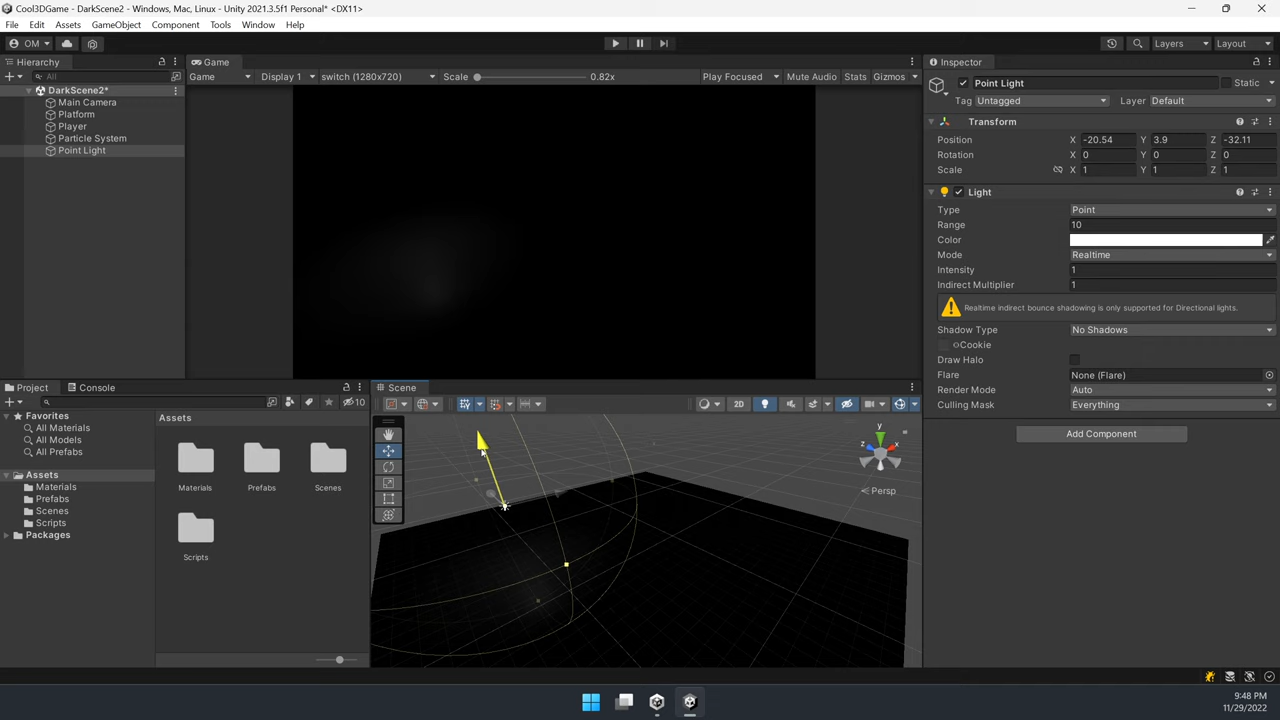 Cool3DGame - DarkScene2 - Windows, Mac, Linux - Unity 2021.3.5f1 Personal* <DX11>
File Edit Assets GameObject Component Tools Window Help
OM Layers Layout
Hierarchy
All
DarkScene2*
Main Camera
Platform
Player
Particle System
Point Light
Game
Game Display 1 switch (1280x720) Scale 0.82x Play Focused Mute Audio Stats Gizmos
Inspector
Point Light Static
Tag Untagged Layer Default
Transform
Position X -20.54 Y 3.9 Z -32.11
Rotation X 0 Y 0 Z 0
Scale X 1 Y 1 Z 1
Light
Type Point
Range 10
Color
Mode Realtime
Intensity 1
Indirect Multiplier 1
Realtime indirect bounce shadowing is only supported for Directional lights.
Shadow Type No Shadows
Cookie
Draw Halo
Flare None (Flare)
Render Mode Auto
Culling Mask Everything
Add Component
Project Console
10
Favorites
All Materials
All Models
All Prefabs
Assets
Materials
Prefabs
Scenes
Scripts
Packages
Assets
Materials Prefabs Scenes
Scripts
Scene
2D
y
z x
Persp
9:48 PM
11/29/2022